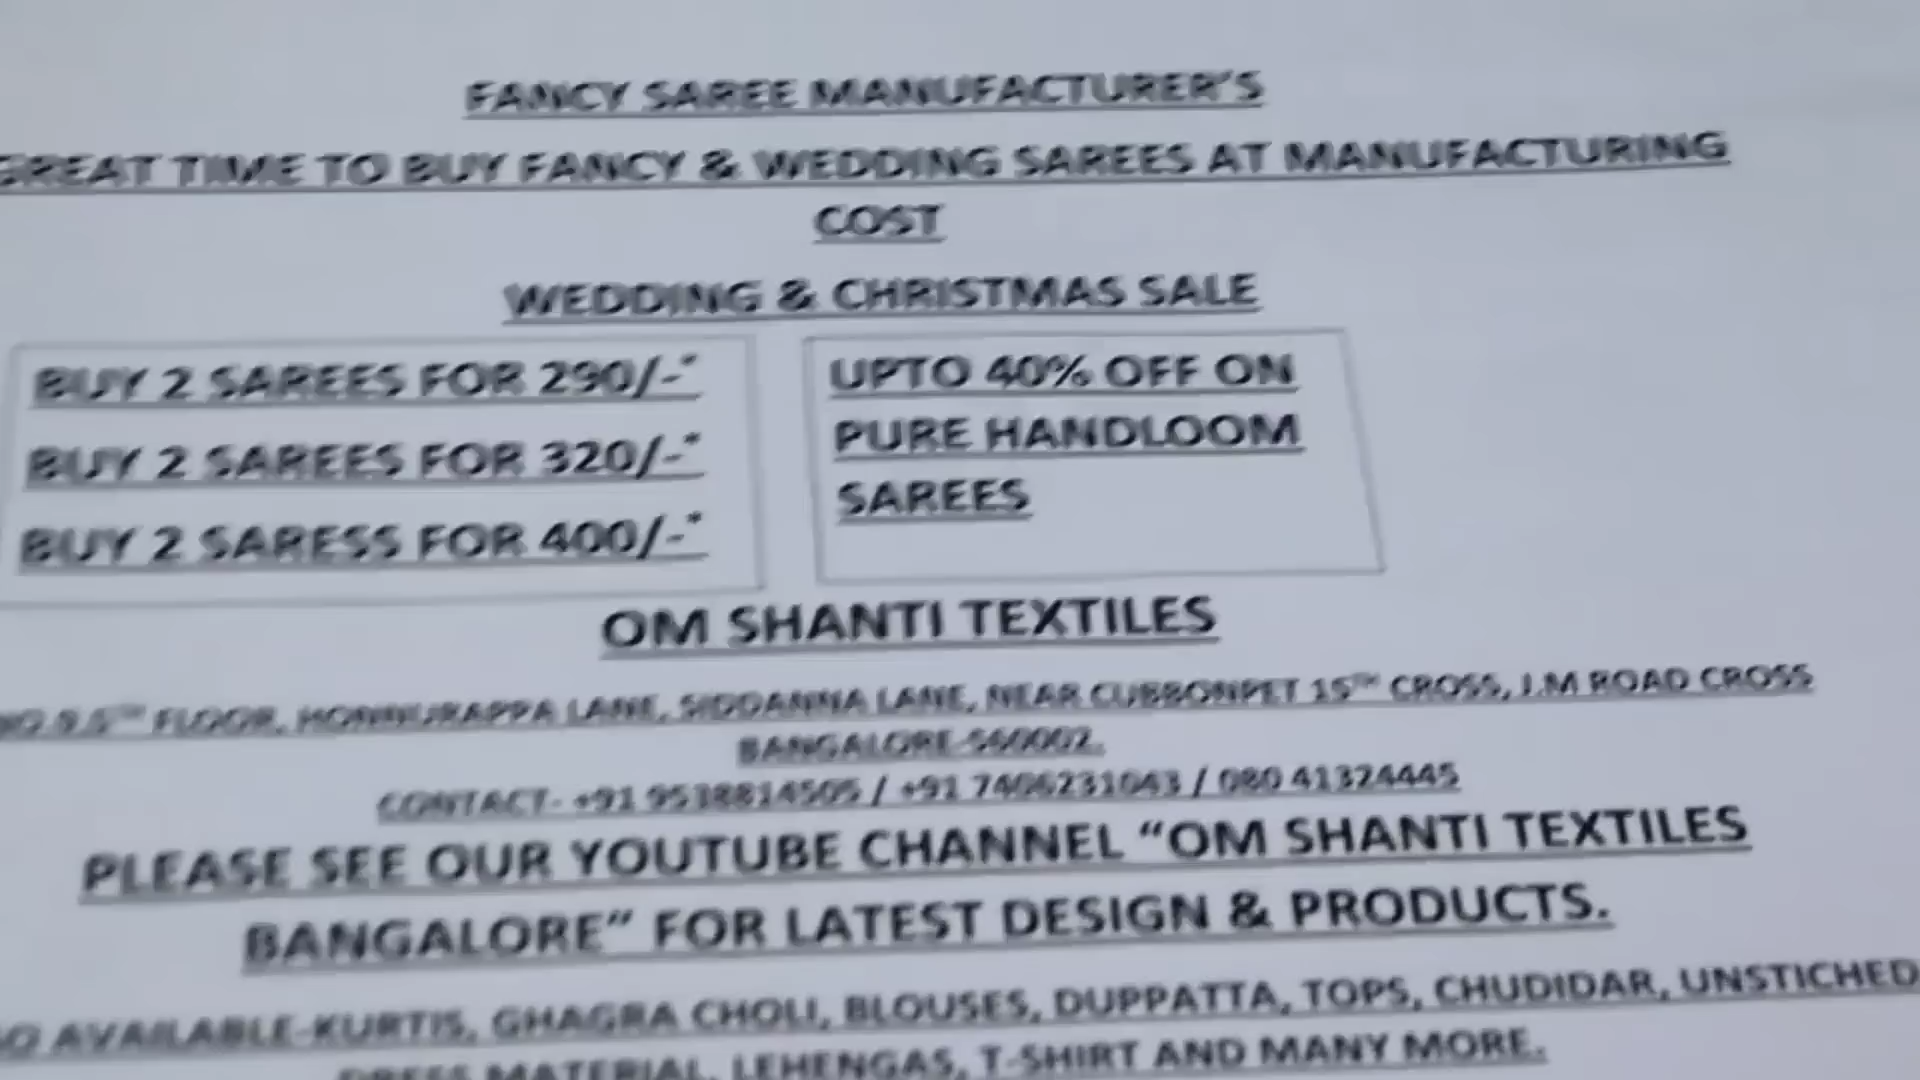 FANCY SAREE MANUFACTURER'S
GREAT TIME TO BUY FANCY & WEDDING SAREES AT MANUFACTURING
COST
WEDDING & CHRISTMAS SALE
BUY 2 SAREES FOR 290/-*
BUY 2 SAREES FOR 320/-*
BUY 2 SARESS FOR 400/-*
UPTO 40% OFF ON
PURE HANDLOOM
SAREES
OM SHANTI TEXTILES
FLOOR, HONNURAPPA LANE, SIDDANNA LANE, NEAR CUBBONPET 15TH CROSS, J.M ROAD CROSS
BANGALORE-560002.
CONTACT- +91 9538814505 / +91 7406231043 / 080 41324445
PLEASE SEE OUR YOUTUBE CHANNEL "OM SHANTI TEXTILES
BANGALORE" FOR LATEST DESIGN & PRODUCTS.
AVAILABLE-KURTIS, GHAGRA CHOLI, BLOUSES, DUPPATTA, TOPS, CHUDIDAR, UNSTICHED
DRESS MATERIAL, LEHENGAS, T-SHIRT AND MANY MORE.